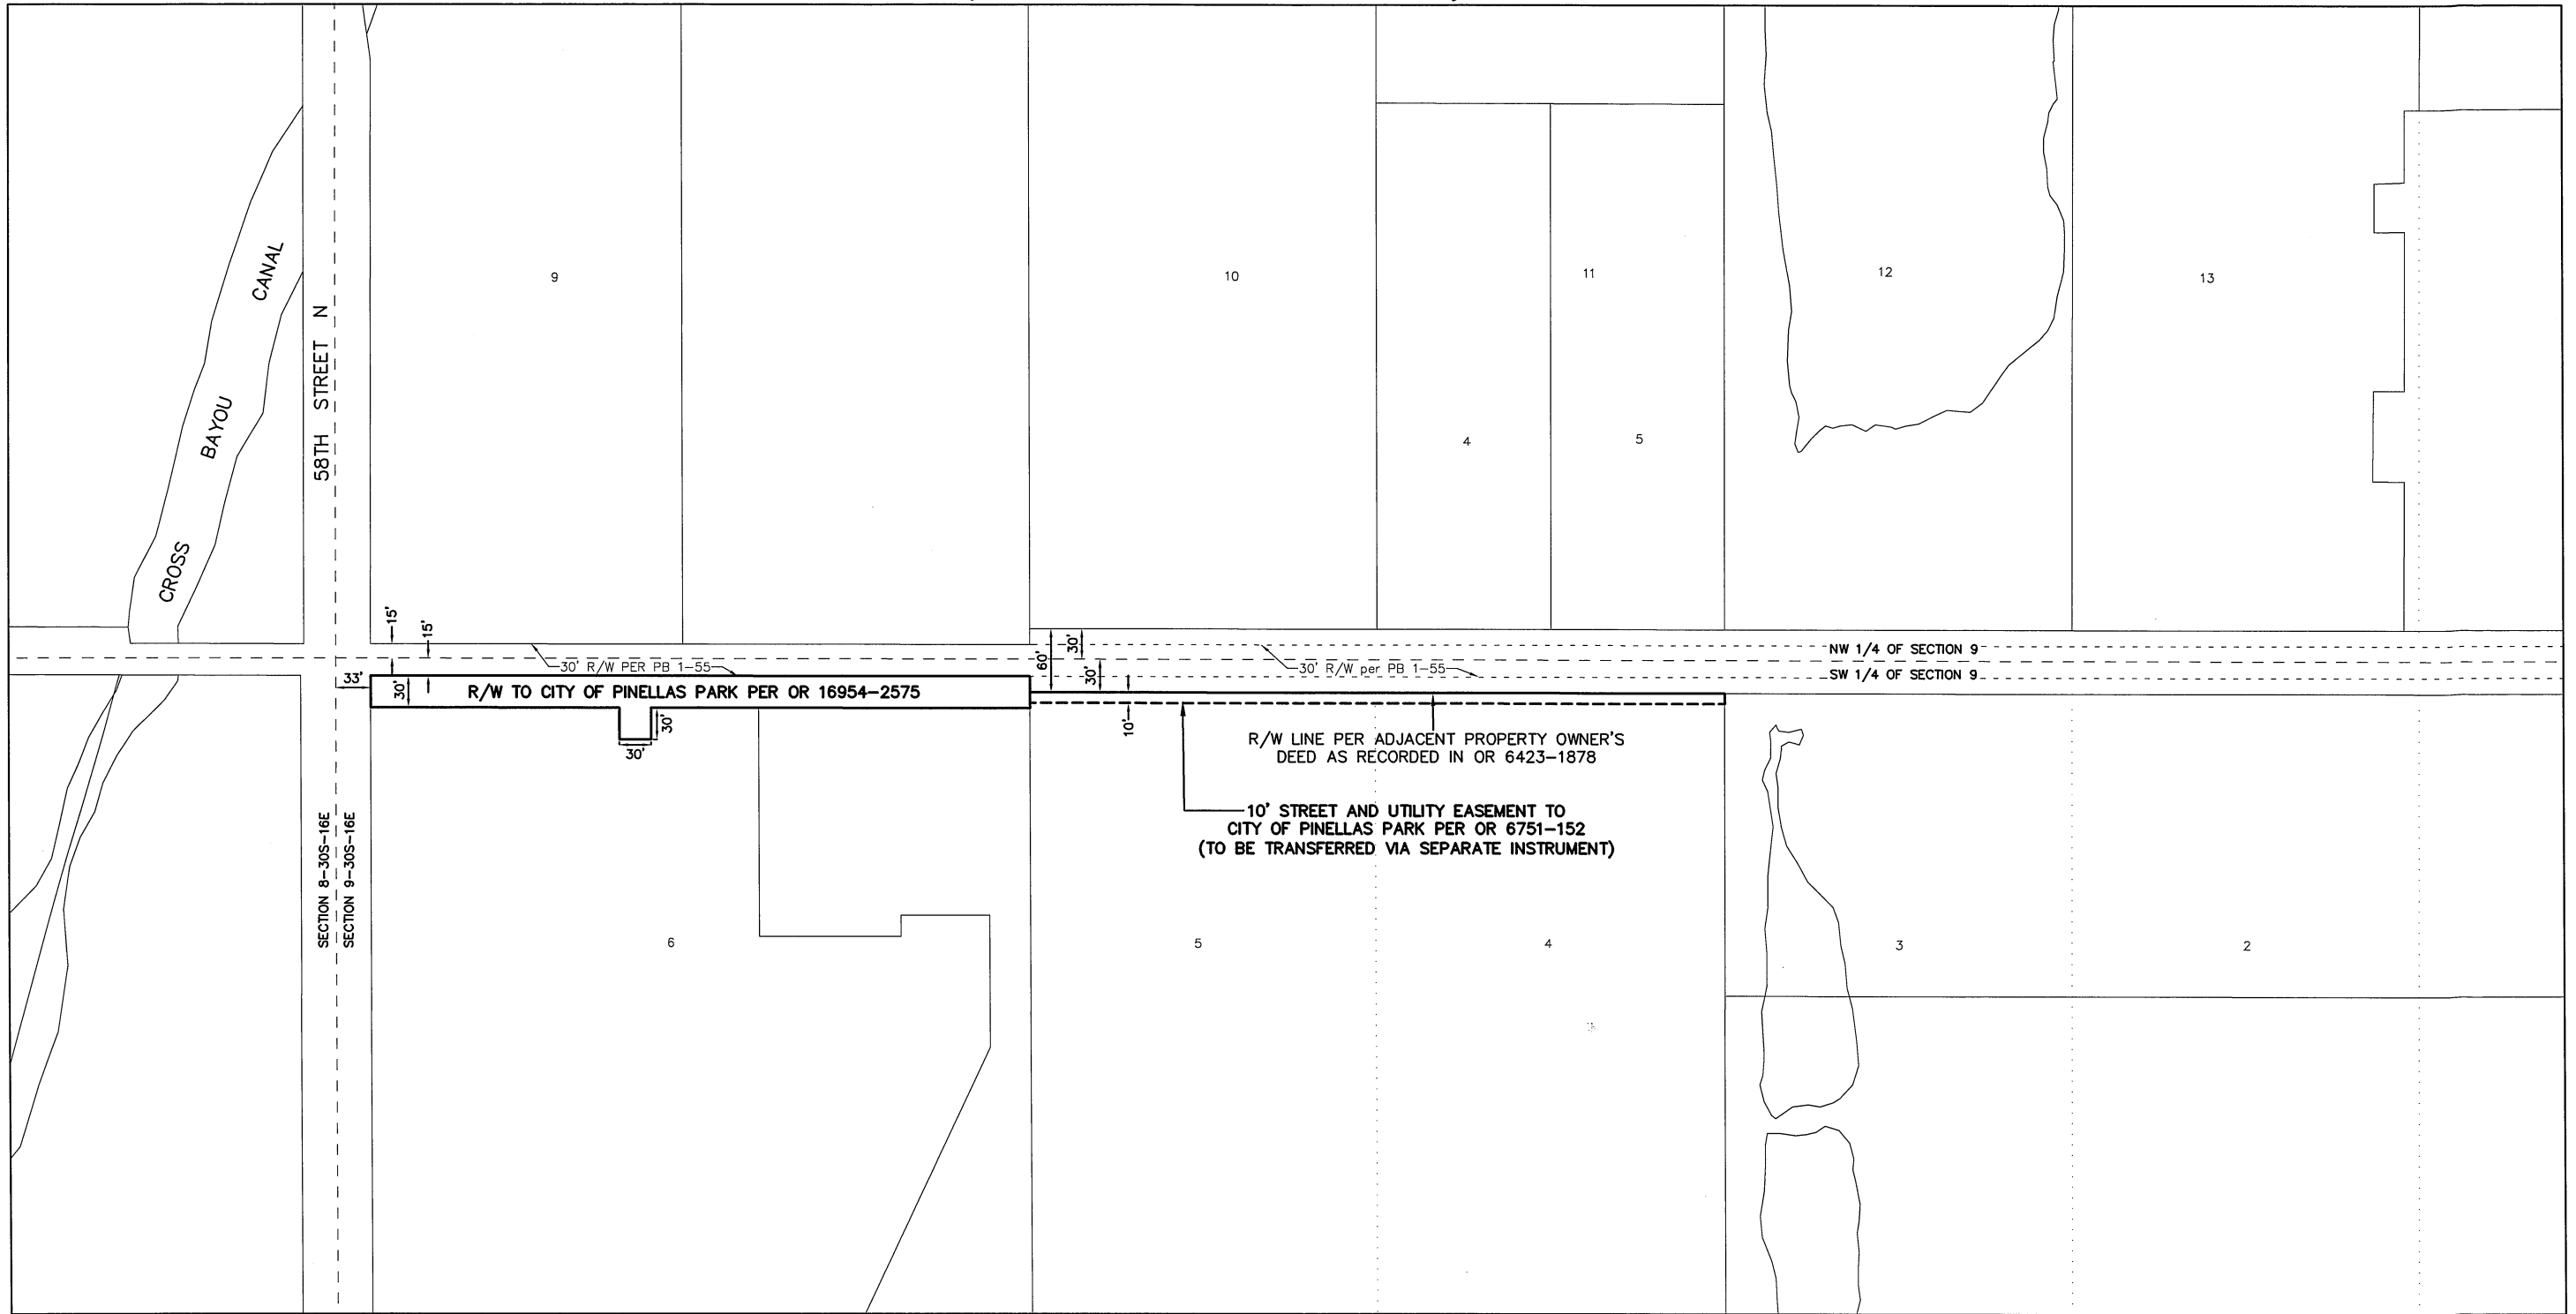 CROSS BAYOU CANAL
58TH STREET N
9
10
11
12
13
4
5
15'
15'
30'
60'
30' R/W PER PB 1-55
30' R/W per PB 1-55
NW 1/4 OF SECTION 9
SW 1/4 OF SECTION 9
33'
30'
R/W TO CITY OF PINELLAS PARK PER OR 16954-2575
30'
30'
30'
10'
R/W LINE PER ADJACENT PROPERTY OWNER'S
DEED AS RECORDED IN OR 6423-1878
10' STREET AND UTILITY EASEMENT TO
CITY OF PINELLAS PARK PER OR 6751-152
(TO BE TRANSFERRED VIA SEPARATE INSTRUMENT)
SECTION 8-30S-16E
SECTION 9-30S-16E
6
5
4
3
2